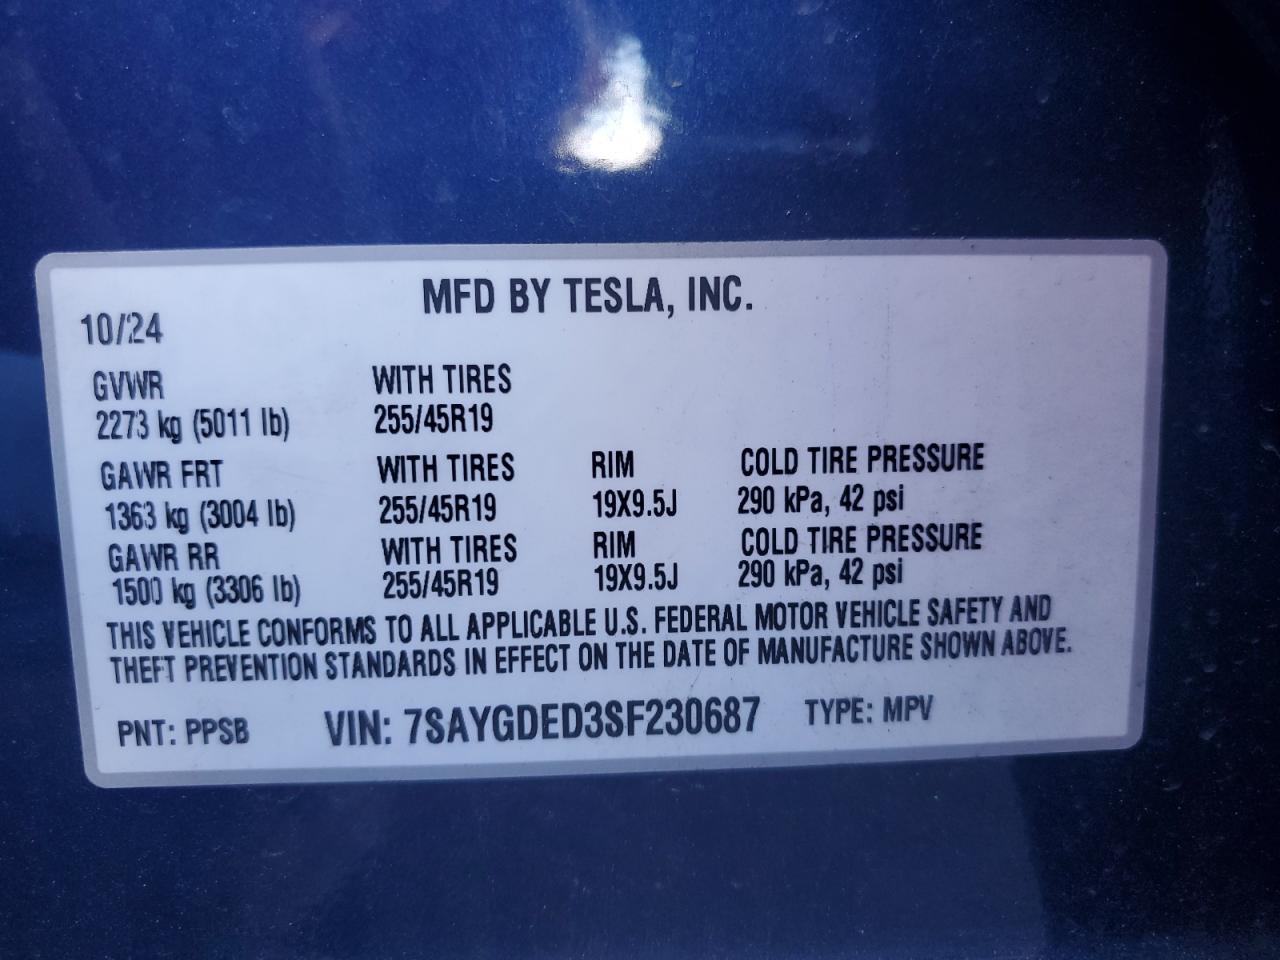 MFD BY TESLA, INC.
10/24
GVWR WITH TIRES
2273 kg (5011 lb) 255/45R19
GAWR FRT WITH TIRES RIM COLD TIRE PRESSURE
1363 kg (3004 lb) 255/45R19 19X9.5J 290 kPa, 42 psi
GAWR RR WITH TIRES RIM COLD TIRE PRESSURE
1500 kg (3306 lb) 255/45R19 19X9.5J 290 kPa, 42 psi
THIS VEHICLE CONFORMS TO ALL APPLICABLE U.S. FEDERAL MOTOR VEHICLE SAFETY AND
THEFT PREVENTION STANDARDS IN EFFECT ON THE DATE OF MANUFACTURE SHOWN ABOVE.
PNT: PPSB VIN: 7SAYGDED3SF230687 TYPE: MPV